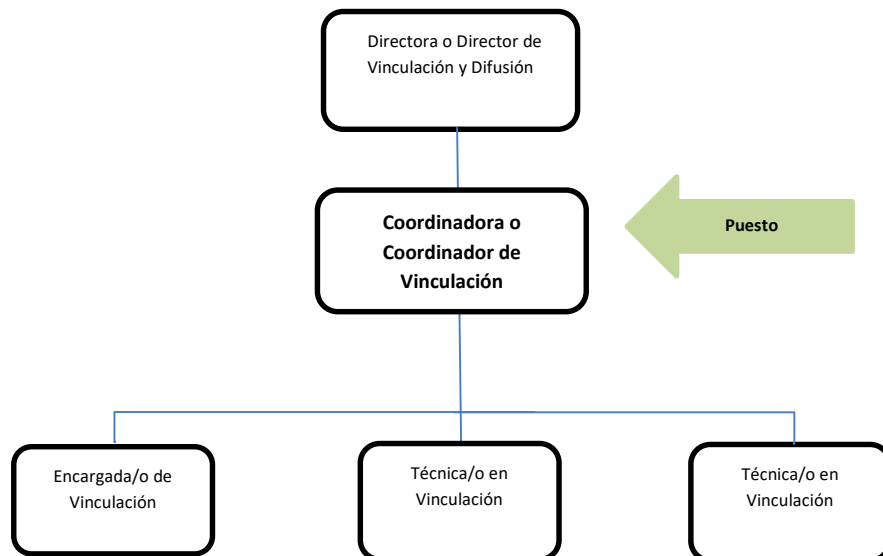 Directora o Director de
Vinculación y Difusión
Coordinadora o
Coordinador de
Vinculación
Puesto
Encargada/o de
Vinculación
Técnica/o en
Vinculación
Técnica/o en
Vinculación